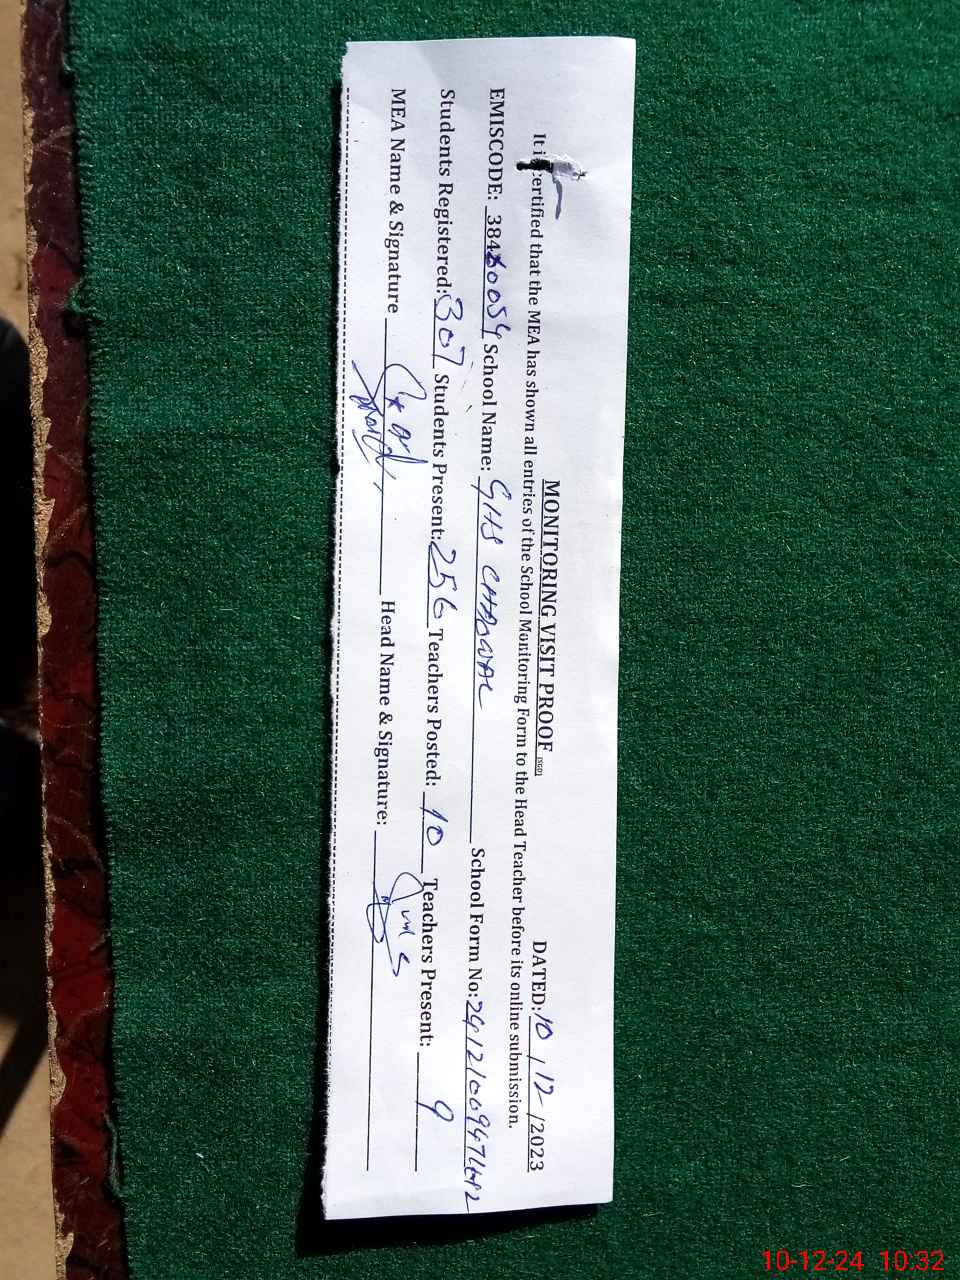 MONITORING VISIT PROOF (SGD) DATED: 10 / 12 /2023
It is certified that the MEA has shown all entries of the School Monitoring Form to the Head Teacher before its online submission.
EMISCODE: 38480054 School Name: GHS CHADWAL School Form No:
Students Registered: 307 Students Present: 256 Teachers Posted: 10 Teachers Present: 9
MEA Name & Signature Head Name & Signature:
10-12-24 10:32